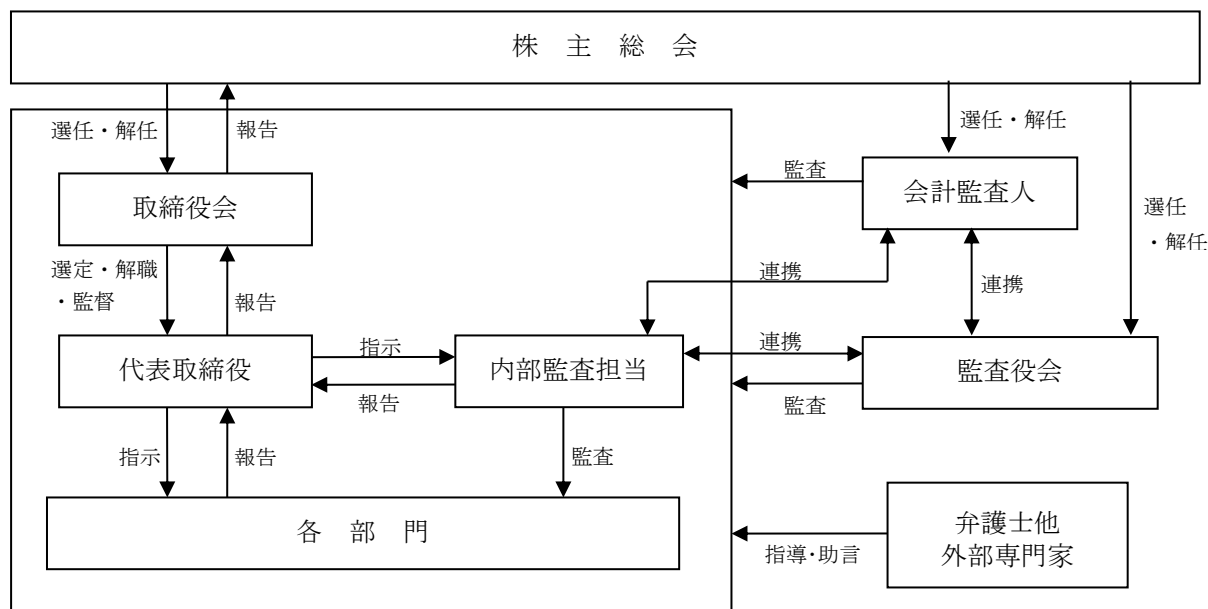 株 主 総 会
選任・解任
報告
選任・解任
監査
会計監査人
取締役会
選任
・解任
選定・解職
・監督
報告
連携
連携
代表取締役
指示
報告
内部監査担当
連携
監査
監査役会
指示
報告
監査
各 部 門
指導・助言
弁護士他
外部専門家